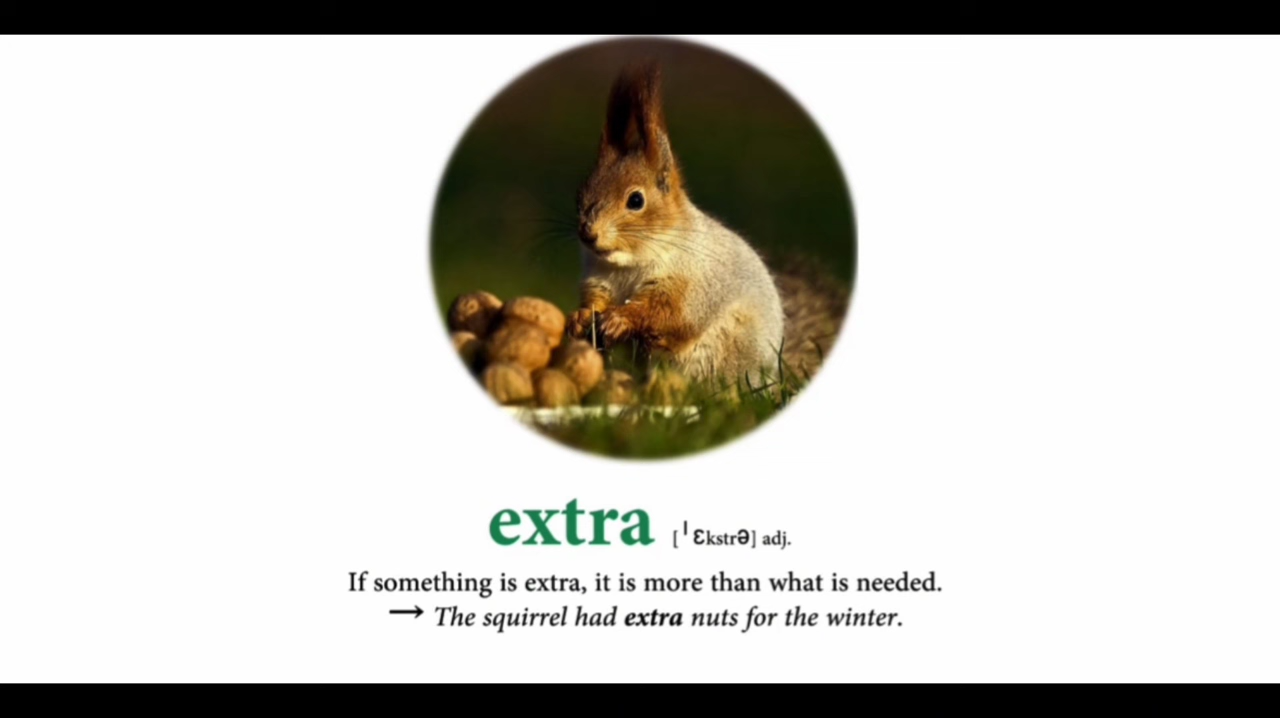 extra [ˈɛkstrə] adj.
If something is extra, it is more than what is needed.
→ The squirrel had extra nuts for the winter.